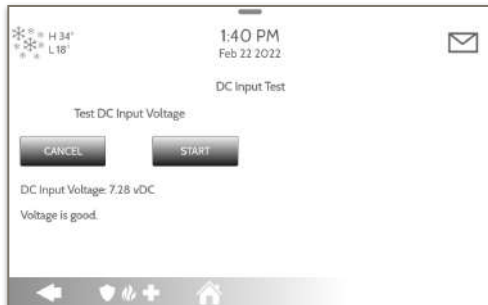 H 34°
L 18°
1:40 PM
Feb 22 2022
DC Input Test
Test DC Input Voltage
CANCEL
START
DC Input Voltage: 7.28 vDC
Voltage is good.